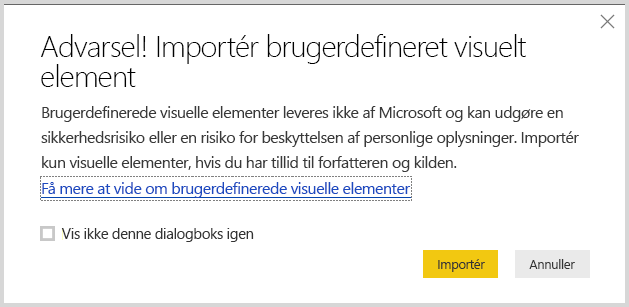 Advarsel! Importér brugerdefineret visuelt
element
Brugerdefinerede visuelle elementer leveres ikke af Microsoft og kan udgøre en
sikkerhedsrisiko eller en risiko for beskyttelsen af personlige oplysninger. Importér
kun visuelle elementer, hvis du har tillid til forfatteren og kilden.
Få mere at vide om brugerdefinerede visuelle elementer
Vis ikke denne dialogboks igen
Importér
Annuller